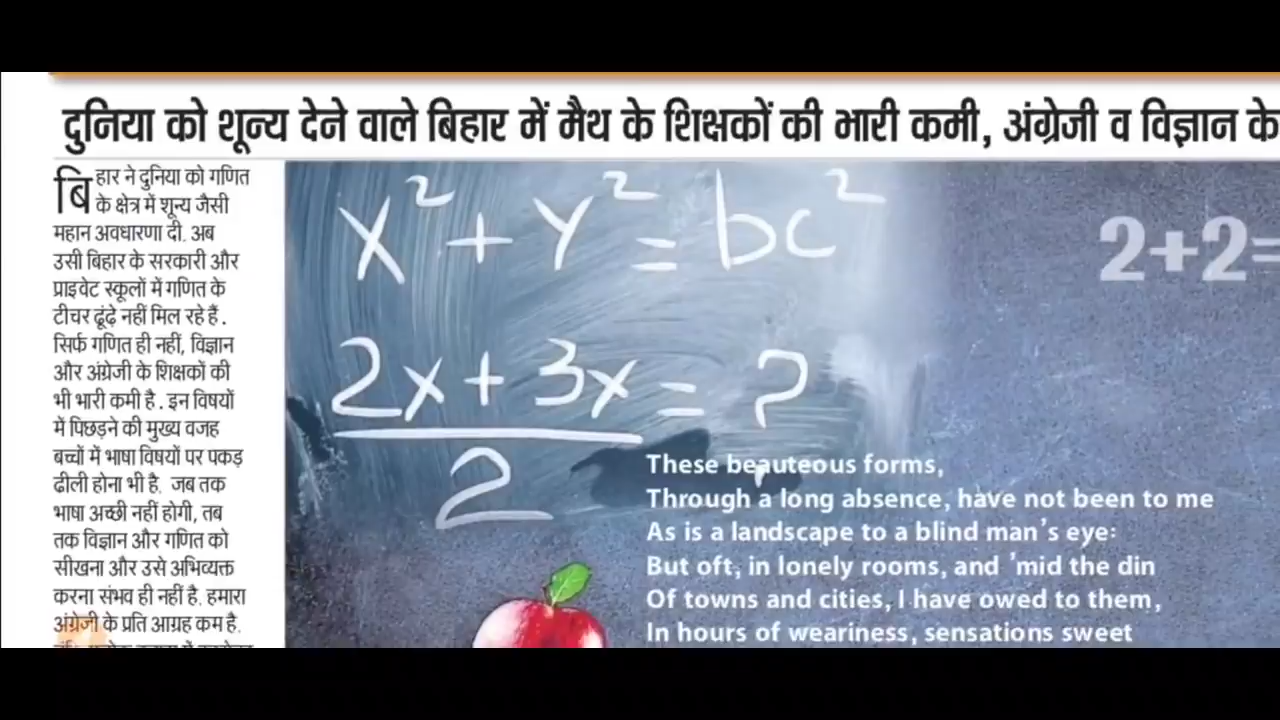 दुनिया को शून्य देने वाले बिहार में मैथ के शिक्षकों की भारी कमी, अंग्रेजी व विज्ञान के
बिहार ने दुनिया को गणित
के क्षेत्र में शून्य जैसी
महान अवधारणा दी. अब
उसी बिहार के सरकारी और
प्राइवेट स्कूलों में गणित के
टीचर ढूंढ़े नहीं मिल रहे हैं.
सिर्फ गणित ही नहीं, विज्ञान
और अंग्रेजी के शिक्षकों की
भी भारी कमी है. इन विषयों
में पिछड़ने की मुख्य वजह
बच्चों में भाषा विषयों पर पकड़
ढीली होना भी है. जब तक
भाषा अच्छी नहीं होगी, तब
तक विज्ञान और गणित को
सीखना और उसे अभिव्यक्त
करना संभव ही नहीं है. हमारा
अंग्रेजी के प्रति आग्रह कम है.
x² + y² = bc²
2+2=
2x + 3x = ?
2
These beauteous forms,
Through a long absence, have not been to me
As is a landscape to a blind man's eye:
But oft, in lonely rooms, and 'mid the din
Of towns and cities, I have owed to them,
In hours of weariness, sensations sweet